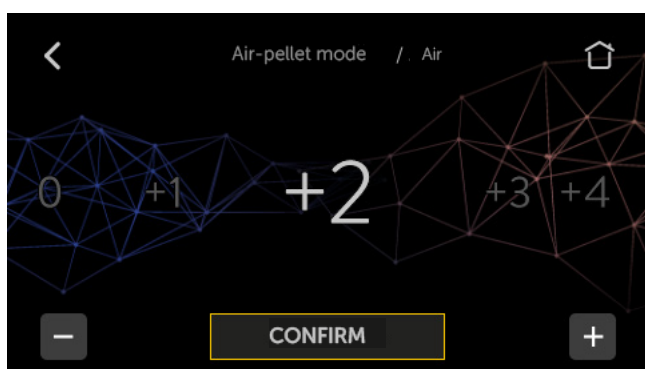 Air-pellet mode / . Air
0 +1 +2 +3 +4
− CONFIRM +